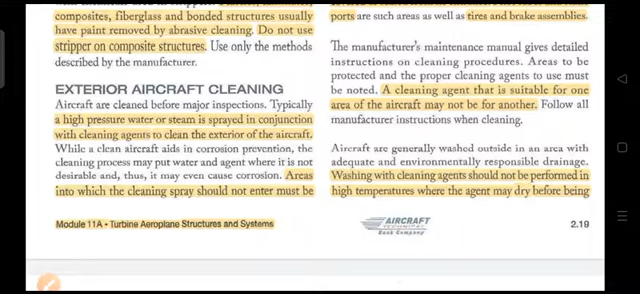 composites, fiberglass and bonded structures usually
have paint removed by abrasive cleaning. Do not use
stripper on composite structures. Use only the methods
described by the manufacturer.
EXTERIOR AIRCRAFT CLEANING
Aircraft are cleaned before major inspections. Typically
a high pressure water or steam is sprayed in conjunction
with cleaning agents to clean the exterior of the aircraft.
While a clean aircraft aids in corrosion prevention, the
cleaning process may put water and agent where it is not
desirable and, thus, it may even cause corrosion. Areas
into which the cleaning spray should not enter must be
ports are such areas as well as tires and brake assemblies.
The manufacturer's maintenance manual gives detailed
instructions on cleaning procedures. Areas to be
protected and the proper cleaning agents to use must
be noted. A cleaning agent that is suitable for one
area of the aircraft may not be for another. Follow all
manufacturer instructions when cleaning.
Aircraft are generally washed outside in an area with
adequate and environmentally responsible drainage.
Washing with cleaning agents should not be performed in
high temperatures where the agent may dry before being
Module 11A • Turbine Aeroplane Structures and Systems
AIRCRAFT
TECHNICAL
Book Company
2.19